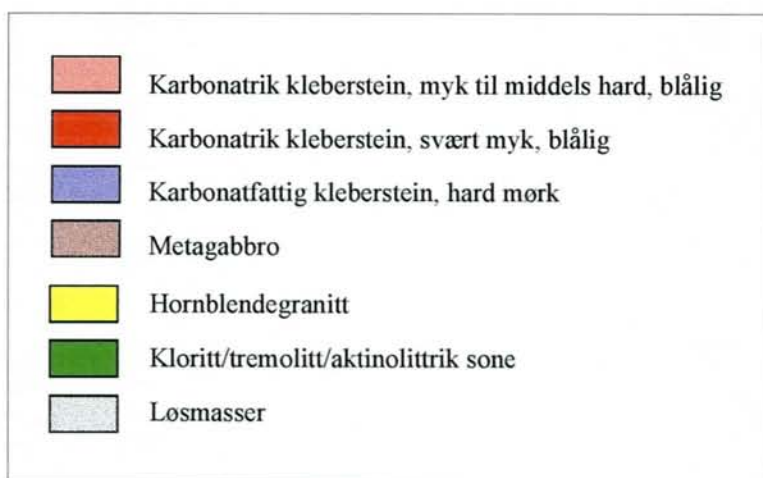 Karbonatrik kleberstein, myk til middels hard, blålig
Karbonatrik kleberstein, svært myk, blålig
Karbonatfattig kleberstein, hard mørk
Metagabbro
Hornblendegranitt
Kloritt/tremolitt/aktinolittrik sone
Løsmasser